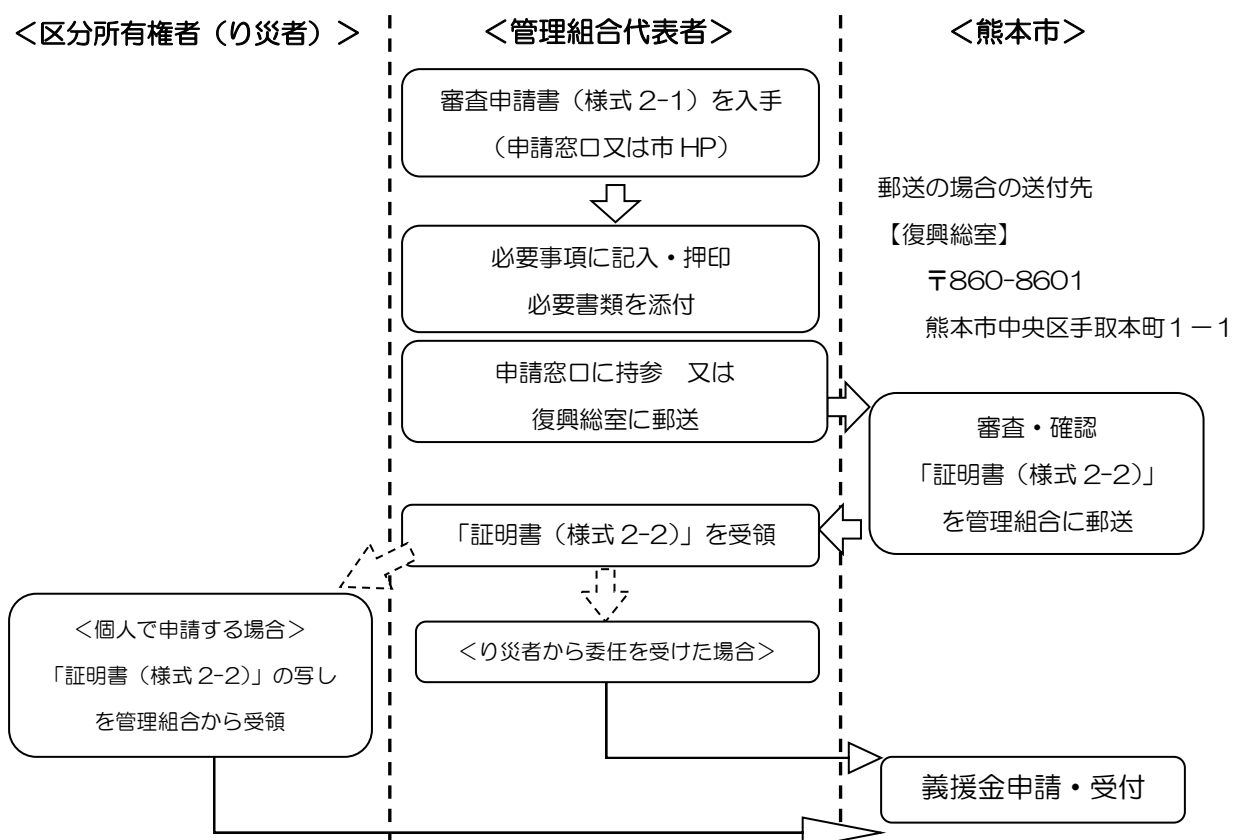 ＜区分所有権者（り災者）＞
＜管理組合代表者＞
＜熊本市＞
審査申請書（様式 2-1）を入手
（申請窓口又は市 HP）
必要事項に記入・押印
必要書類を添付
申請窓口に持参　又は
復興総室に郵送
郵送の場合の送付先
【復興総室】
〒860-8601
熊本市中央区手取本町１－１
審査・確認
「証明書（様式 2-2）」
を管理組合に郵送
「証明書（様式 2-2）」を受領
＜個人で申請する場合＞
「証明書（様式 2-2）」の写し
を管理組合から受領
＜り災者から委任を受けた場合＞
義援金申請・受付